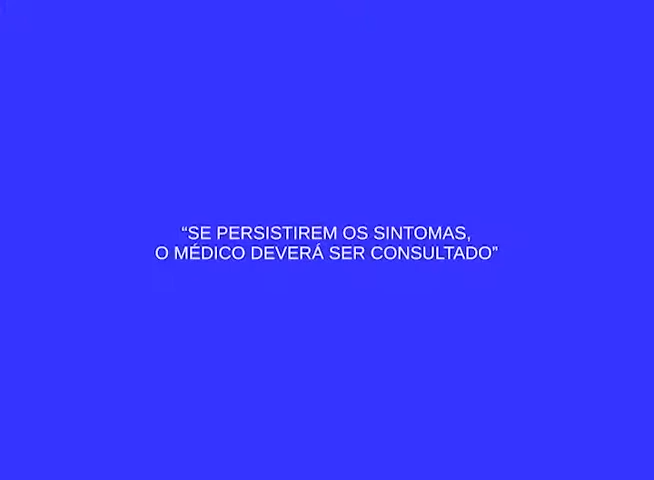 “SE PERSISTIREM OS SINTOMAS,
O MÉDICO DEVERÁ SER CONSULTADO”